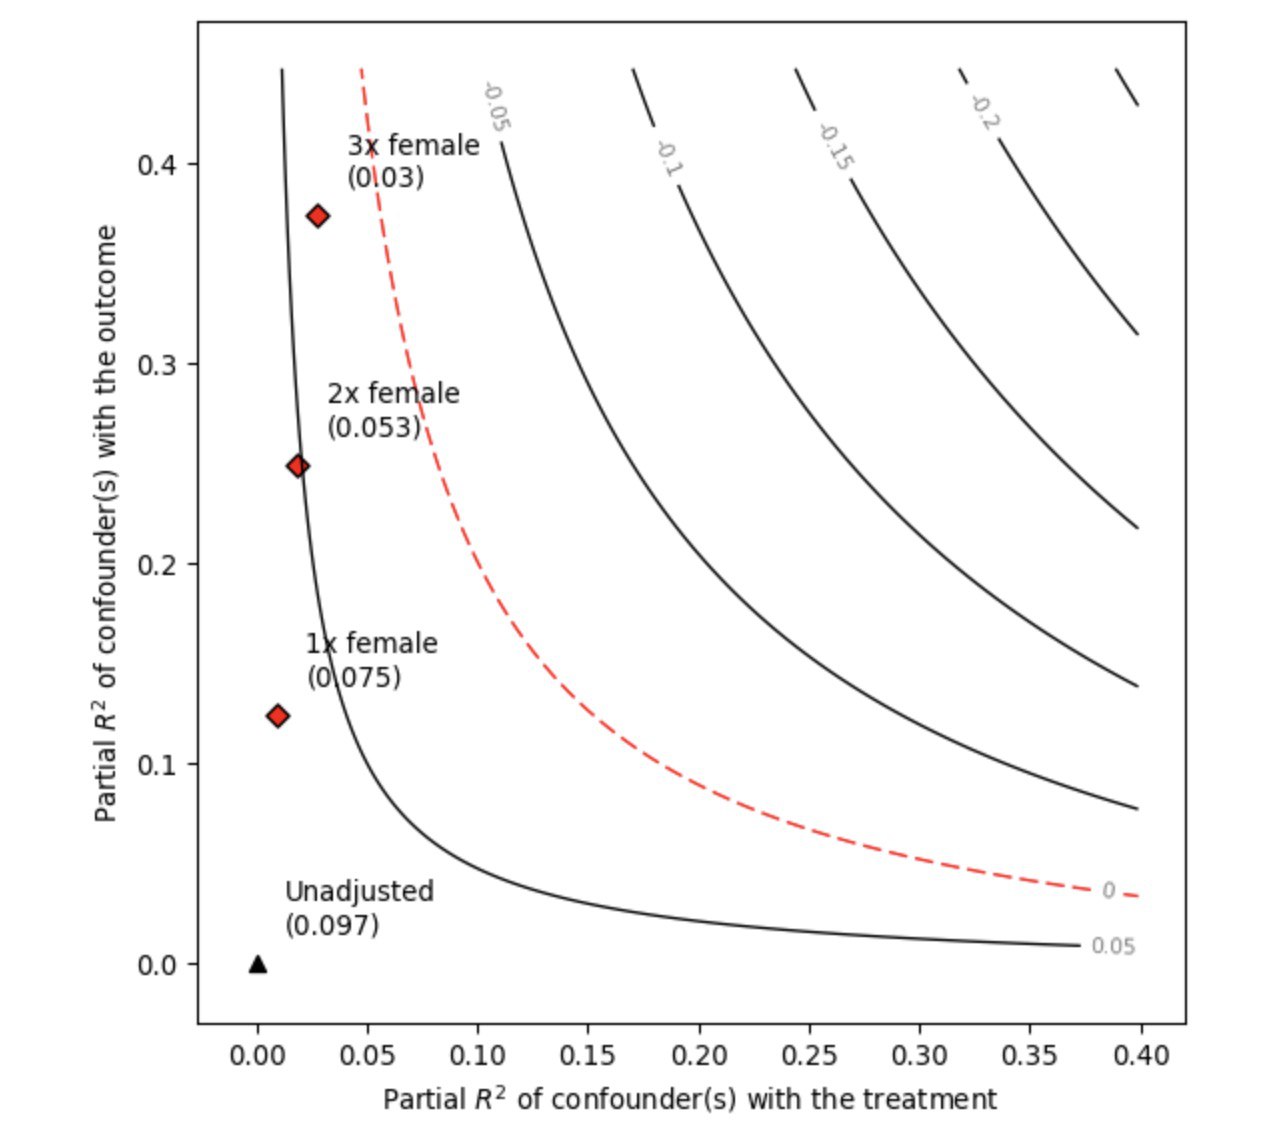 -0.05
-0.1
-0.15
-0.2
3x female
(0.03)
2x female
(0.053)
1x female
(0.075)
Unadjusted
(0.097)
0
0.05
0.4
0.3
0.2
0.1
0.0
Partial R² of confounder(s) with the outcome
0.00 0.05 0.10 0.15 0.20 0.25 0.30 0.35 0.40
Partial R² of confounder(s) with the treatment